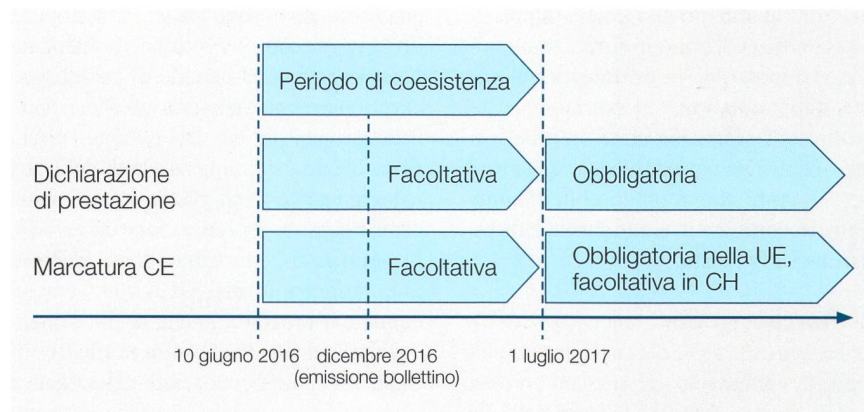 Periodo di coesistenza
Dichiarazione
di prestazione
Facoltativa
Obbligatoria
Marcatura CE
Facoltativa
Obbligatoria nella UE,
facoltativa in CH
10 giugno 2016
dicembre 2016
(emissione bollettino)
1 luglio 2017